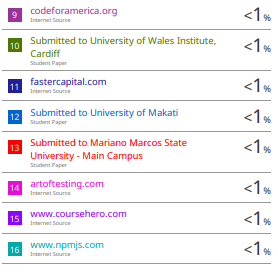 9 codeforamerica.org <1%
Internet Source
10 Submitted to University of Wales Institute, <1%
Cardiff
Student Paper
11 fastercapital.com <1%
Internet Source
12 Submitted to University of Makati <1%
Student Paper
13 Submitted to Mariano Marcos State <1%
University - Main Campus
Student Paper
14 artoftesting.com <1%
Internet Source
15 www.coursehero.com <1%
Internet Source
16 www.npmjs.com <1%
Internet Source